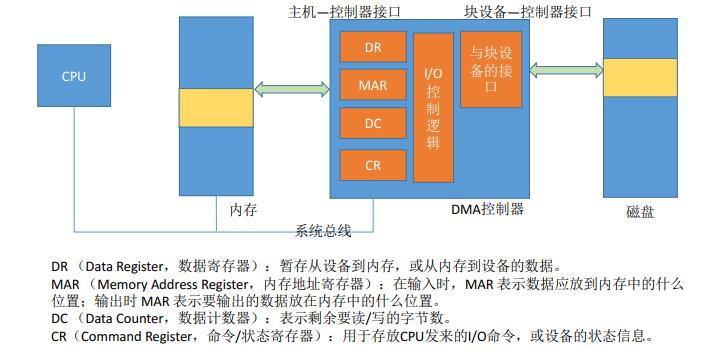 主机—控制器接口
块设备—控制器接口
CPU
DR
MAR
DC
CR
I/O
控
制
逻
辑
与块设
备的接
口
内存
DMA控制器
磁盘
系统总线
DR （Data Register，数据寄存器）：暂存从设备到内存，或从内存到设备的数据。
MAR （Memory Address Register，内存地址寄存器）：在输入时，MAR 表示数据应放到内存中的什么
位置；输出时 MAR 表示要输出的数据放在内存中的什么位置。
DC （Data Counter，数据计数器）：表示剩余要读/写的字节数。
CR（Command Register，命令/状态寄存器）：用于存放CPU发来的I/O命令，或设备的状态信息。